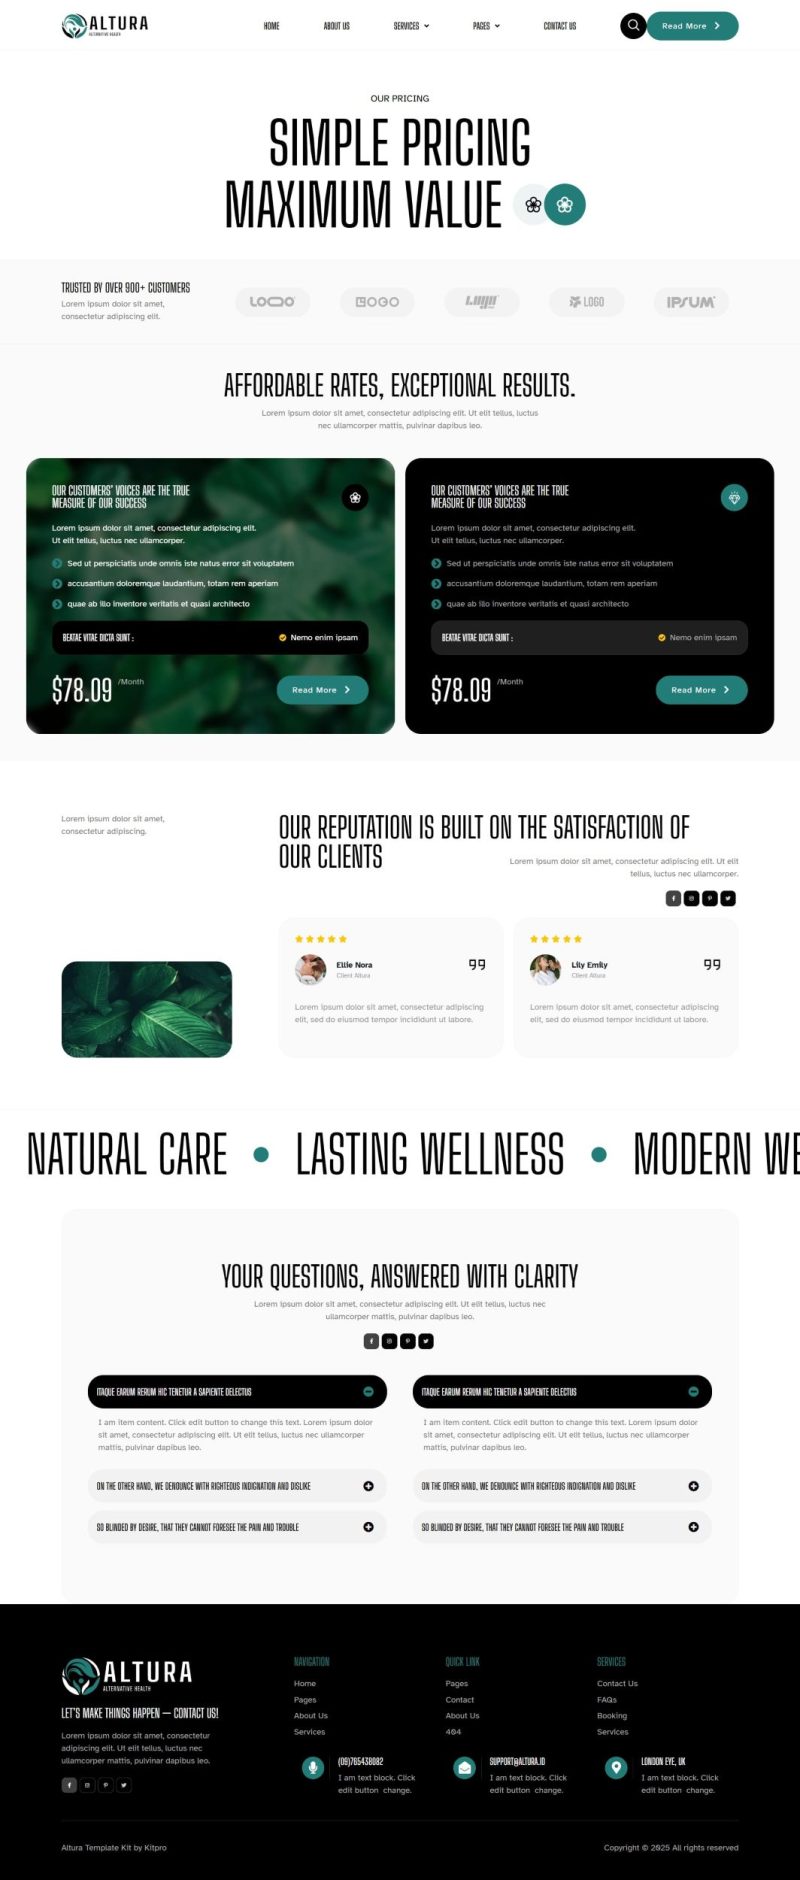 ALTURA
ALTERNATIVE HEALTH
HOME
ABOUT US
SERVICES
PAGES
CONTACT US
Read More
OUR PRICING
SIMPLE PRICING
MAXIMUM VALUE
TRUSTED BY OVER 900+ CUSTOMERS
Lorem ipsum dolor sit amet,
consectetur adipiscing elit.
LOGO
IPSUM
AFFORDABLE RATES, EXCEPTIONAL RESULTS.
Lorem ipsum dolor sit amet, consectetur adipiscing elit. Ut elit tellus, luctus
nec ullamcorper mattis, pulvinar dapibus leo.
OUR CUSTOMERS' VOICES ARE THE TRUE
MEASURE OF OUR SUCCESS
Lorem ipsum dolor sit amet, consectetur adipiscing elit.
Ut elit tellus, luctus nec ullamcorper.
Sed ut perspiciatis unde omnis iste natus error sit voluptatem
accusantium doloremque laudantium, totam rem aperiam
quae ab illo inventore veritatis et quasi architecto
BEATAE VITAE DICTA SUNT :
Nemo enim ipsam
$78.09
/Month
Read More
OUR CUSTOMERS' VOICES ARE THE TRUE
MEASURE OF OUR SUCCESS
Lorem ipsum dolor sit amet, consectetur adipiscing elit.
Ut elit tellus, luctus nec ullamcorper.
Sed ut perspiciatis unde omnis iste natus error sit voluptatem
accusantium doloremque laudantium, totam rem aperiam
quae ab illo inventore veritatis et quasi architecto
BEATAE VITAE DICTA SUNT :
Nemo enim ipsam
$78.09
/Month
Read More
Lorem ipsum dolor sit amet,
consectetur adipiscing.
OUR REPUTATION IS BUILT ON THE SATISFACTION OF
OUR CLIENTS
Lorem ipsum dolor sit amet, consectetur adipiscing elit. Ut elit
tellus, luctus nec ullamcorper.
Ellie Nora
Client Altura
Lorem ipsum dolor sit amet, consectetur adipiscing
elit, sed do eiusmod tempor incididunt ut labore.
Lily Emily
Client Altura
Lorem ipsum dolor sit amet, consectetur adipiscing
elit, sed do eiusmod tempor incididunt ut labore.
NATURAL CARE
LASTING WELLNESS
MODERN WE
YOUR QUESTIONS, ANSWERED WITH CLARITY
Lorem ipsum dolor sit amet, consectetur adipiscing elit. Ut elit tellus, luctus nec
ullamcorper mattis, pulvinar dapibus leo.
ITAQUE EARUM RERUM HIC TENETUR A SAPIENTE DELECTUS
I am item content. Click edit button to change this text. Lorem ipsum dolor
sit amet, consectetur adipiscing elit. Ut elit tellus, luctus nec ullamcorper
mattis, pulvinar dapibus leo.
ON THE OTHER HAND, WE DENOUNCE WITH RIGHTEOUS INDIGNATION AND DISLIKE
SO BLINDED BY DESIRE, THAT THEY CANNOT FORESEE THE PAIN AND TROUBLE
ITAQUE EARUM RERUM HIC TENETUR A SAPIENTE DELECTUS
I am item content. Click edit button to change this text. Lorem ipsum dolor
sit amet, consectetur adipiscing elit. Ut elit tellus, luctus nec ullamcorper
mattis, pulvinar dapibus leo.
ON THE OTHER HAND, WE DENOUNCE WITH RIGHTEOUS INDIGNATION AND DISLIKE
SO BLINDED BY DESIRE, THAT THEY CANNOT FORESEE THE PAIN AND TROUBLE
ALTURA
ALTERNATIVE HEALTH
LET'S MAKE THINGS HAPPEN — CONTACT US!
Lorem ipsum dolor sit amet, consectetur
adipiscing elit. Ut elit tellus, luctus nec
ullamcorper mattis, pulvinar dapibus leo.
NAVIGATION
Home
Pages
About Us
Services
QUICK LINK
Pages
Contact
About Us
404
SERVICES
Contact Us
FAQs
Booking
Services
(09)765438082
I am text block. Click
edit button change.
SUPPORT@ALTURA.ID
I am text block. Click
edit button change.
LONDON EYE, UK
I am text block. Click
edit button change.
Altura Template Kit by Kitpro
Copyright © 2025 All rights reserved